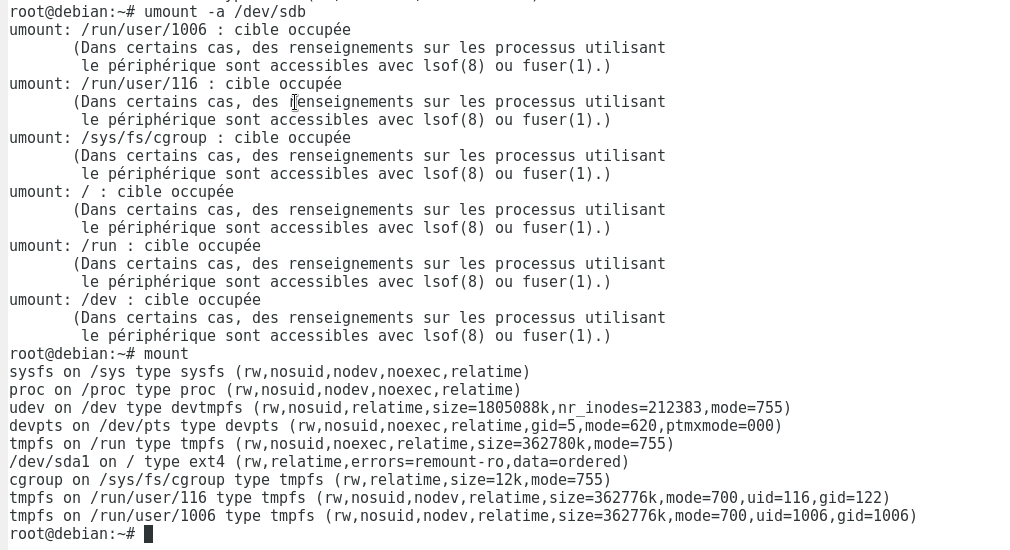 root@debian:~# umount -a /dev/sdb
umount: /run/user/1006 : cible occupée
(Dans certains cas, des renseignements sur les processus utilisant
le périphérique sont accessibles avec lsof(8) ou fuser(1).)
umount: /run/user/116 : cible occupée
(Dans certains cas, des renseignements sur les processus utilisant
le périphérique sont accessibles avec lsof(8) ou fuser(1).)
umount: /sys/fs/cgroup : cible occupée
(Dans certains cas, des renseignements sur les processus utilisant
le périphérique sont accessibles avec lsof(8) ou fuser(1).)
umount: / : cible occupée
(Dans certains cas, des renseignements sur les processus utilisant
le périphérique sont accessibles avec lsof(8) ou fuser(1).)
umount: /run : cible occupée
(Dans certains cas, des renseignements sur les processus utilisant
le périphérique sont accessibles avec lsof(8) ou fuser(1).)
umount: /dev : cible occupée
(Dans certains cas, des renseignements sur les processus utilisant
le périphérique sont accessibles avec lsof(8) ou fuser(1).)
root@debian:~# mount
sysfs on /sys type sysfs (rw,nosuid,nodev,noexec,relatime)
proc on /proc type proc (rw,nosuid,nodev,noexec,relatime)
udev on /dev type devtmpfs (rw,nosuid,relatime,size=1805088k,nr_inodes=212383,mode=755)
devpts on /dev/pts type devpts (rw,nosuid,noexec,relatime,gid=5,mode=620,ptmxmode=000)
tmpfs on /run type tmpfs (rw,nosuid,noexec,relatime,size=362780k,mode=755)
/dev/sda1 on / type ext4 (rw,relatime,errors=remount-ro,data=ordered)
cgroup on /sys/fs/cgroup type tmpfs (rw,relatime,size=12k,mode=755)
tmpfs on /run/user/116 type tmpfs (rw,nosuid,nodev,relatime,size=362776k,mode=700,uid=116,gid=122)
tmpfs on /run/user/1006 type tmpfs (rw,nosuid,nodev,relatime,size=362776k,mode=700,uid=1006,gid=1006)
root@debian:~#